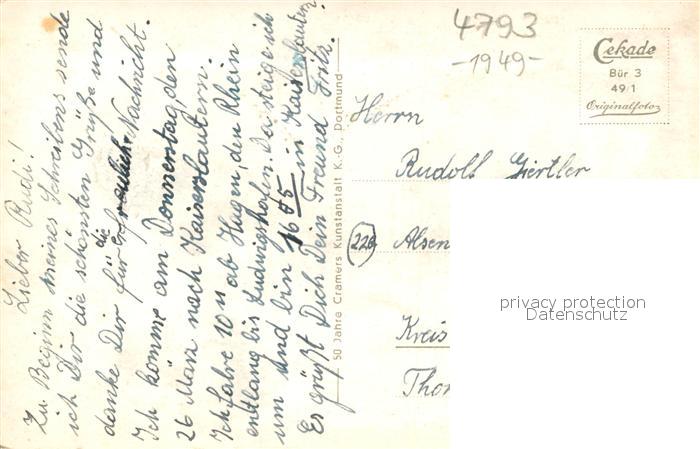 Lieber Rudi!
Zu Beginn meines Schreibens sende
ich Dir die schönsten Grüße und
danke Dir für die erfreuliche Nachricht.
Ich komme am Donnerstag, den
26 März nach Kaiserslautern.
Ich fahre 10 ab Hagen, den Rhein
entlang bis Ludwigshafen. Da steige ich
um und bin 16 05 in Kaiserslautern
Es grüßt Dich Dein Freund Fritz.
50 Jahre Cramers Kunstanstalt K.G., Dortmund
4793
-1949-
Cekade
Bür 3
49/1
Originalfoto
Herrn
Rudolf Giertler
(22b) Alsen
Kreis
Thor
privacy protection
Datenschutz